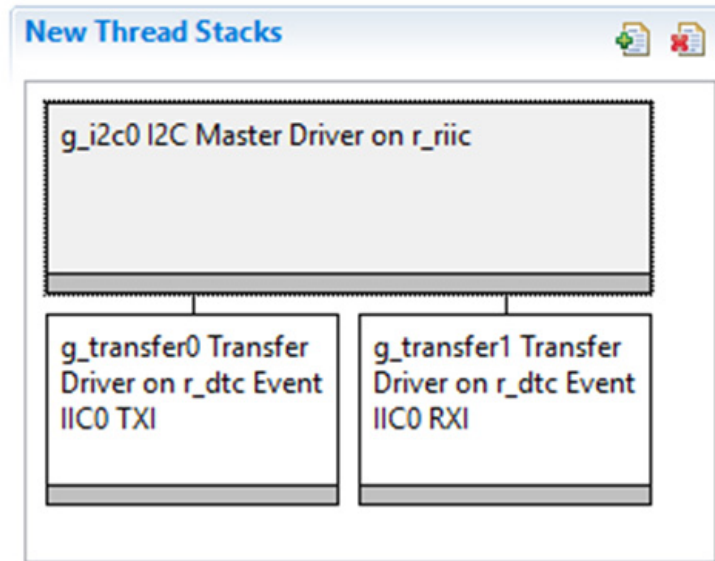 New Thread Stacks
g_i2c0 I2C Master Driver on r_riic
g_transfer0 Transfer
Driver on r_dtc Event
IIC0 TXI
g_transfer1 Transfer
Driver on r_dtc Event
IIC0 RXI